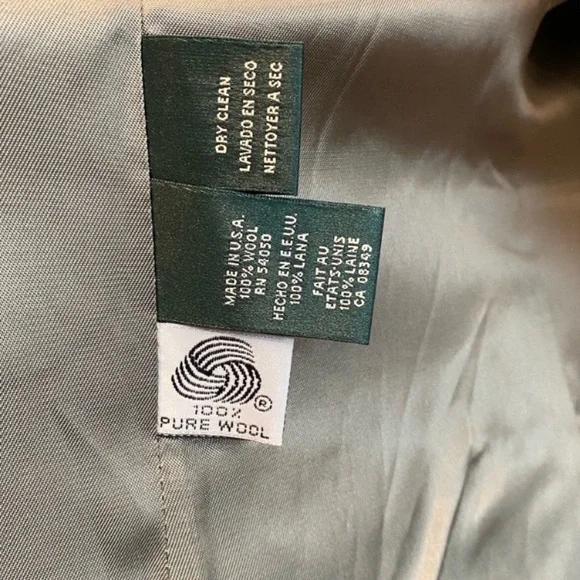 DRY CLEAN
LAVADO EN SECO
NETTOYER A SEC
MADE IN U.S.A.
100% WOOL
RN 54050
HECHO EN E.E.U.U.
100% LANA
FAIT AU
ETATS-UNIS
100% LAINE
CA 08349
®
100%
PURE WOOL